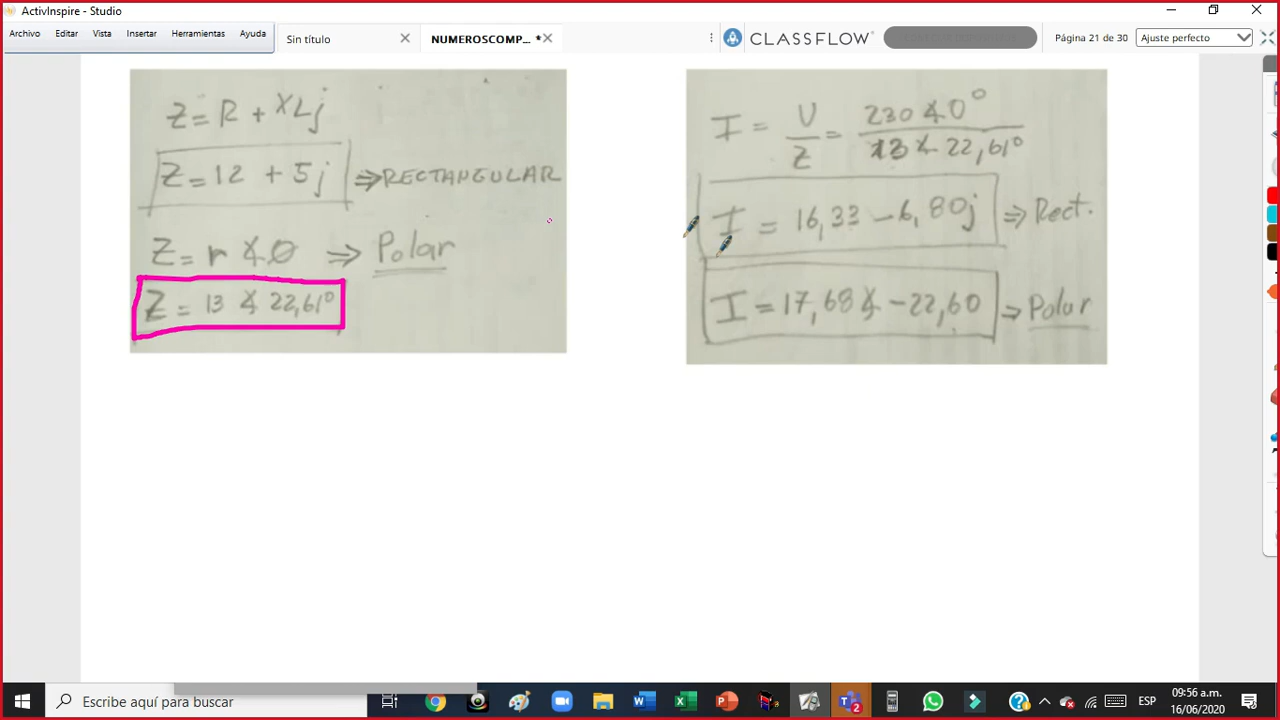 ActivInspire - Studio
Archivo Editar Vista Insertar Herramientas Ayuda
Sin título
NUMEROSCOMP... *
CLASSFLOW
Página 21 de 30
Ajuste perfecto
Z = R + XLj
Z = 12 + 5j ⇒ RECTANGULAR
Z = r ∡ θ ⇒ Polar
Z = 13 ∡ 22,61°
I = U/Z = 230 ∡ 0° / 13 ∡ 22,61°
I = 16,33 - 6,80j ⇒ Rect.
I = 17,68 ∡ -22,60 ⇒ Polar
Escribe aquí para buscar
2
ESP
09:56 a.m.
16/06/2020